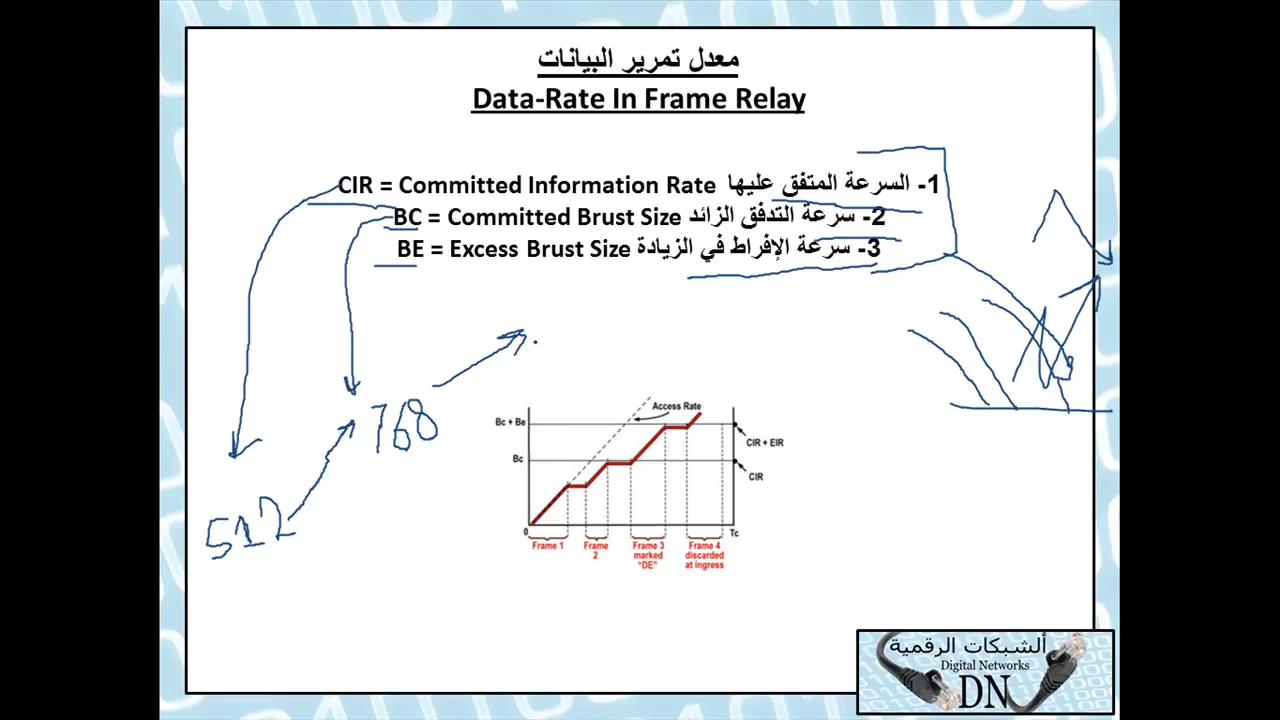 معدل تمرير البيانات
Data-Rate In Frame Relay
1- السرعة المتفق عليها CIR = Committed Information Rate
2- سرعة التدفق الزائد BC = Committed Brust Size
3- سرعة الإفراط في الزيادة BE = Excess Brust Size
768
512
Access Rate
Bc + Be
CIR + EIR
Bc
CIR
0
Tc
Frame 1
Frame 2
Frame 3 marked "DE"
Frame 4 discarded at ingress
ألشبكات الرقمية
Digital Networks
DN